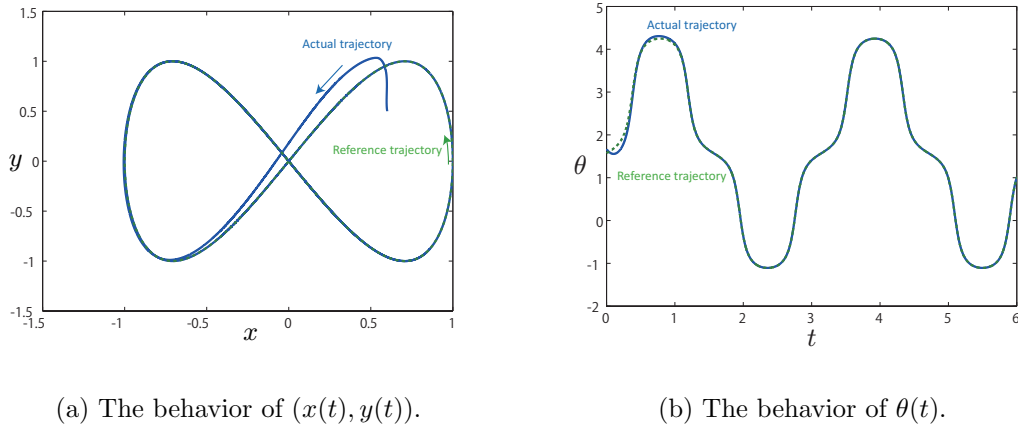 1.5
1
0.5
0
-0.5
-1
-1.5
-1.5
-1
-0.5
0
0.5
1
y
x
Actual trajectory
Reference trajectory
5
4
3
2
1
0
-1
-2
0
1
2
3
4
5
6
θ
t
Actual trajectory
Reference trajectory
(a) The behavior of (x(t), y(t)).
(b) The behavior of θ(t).